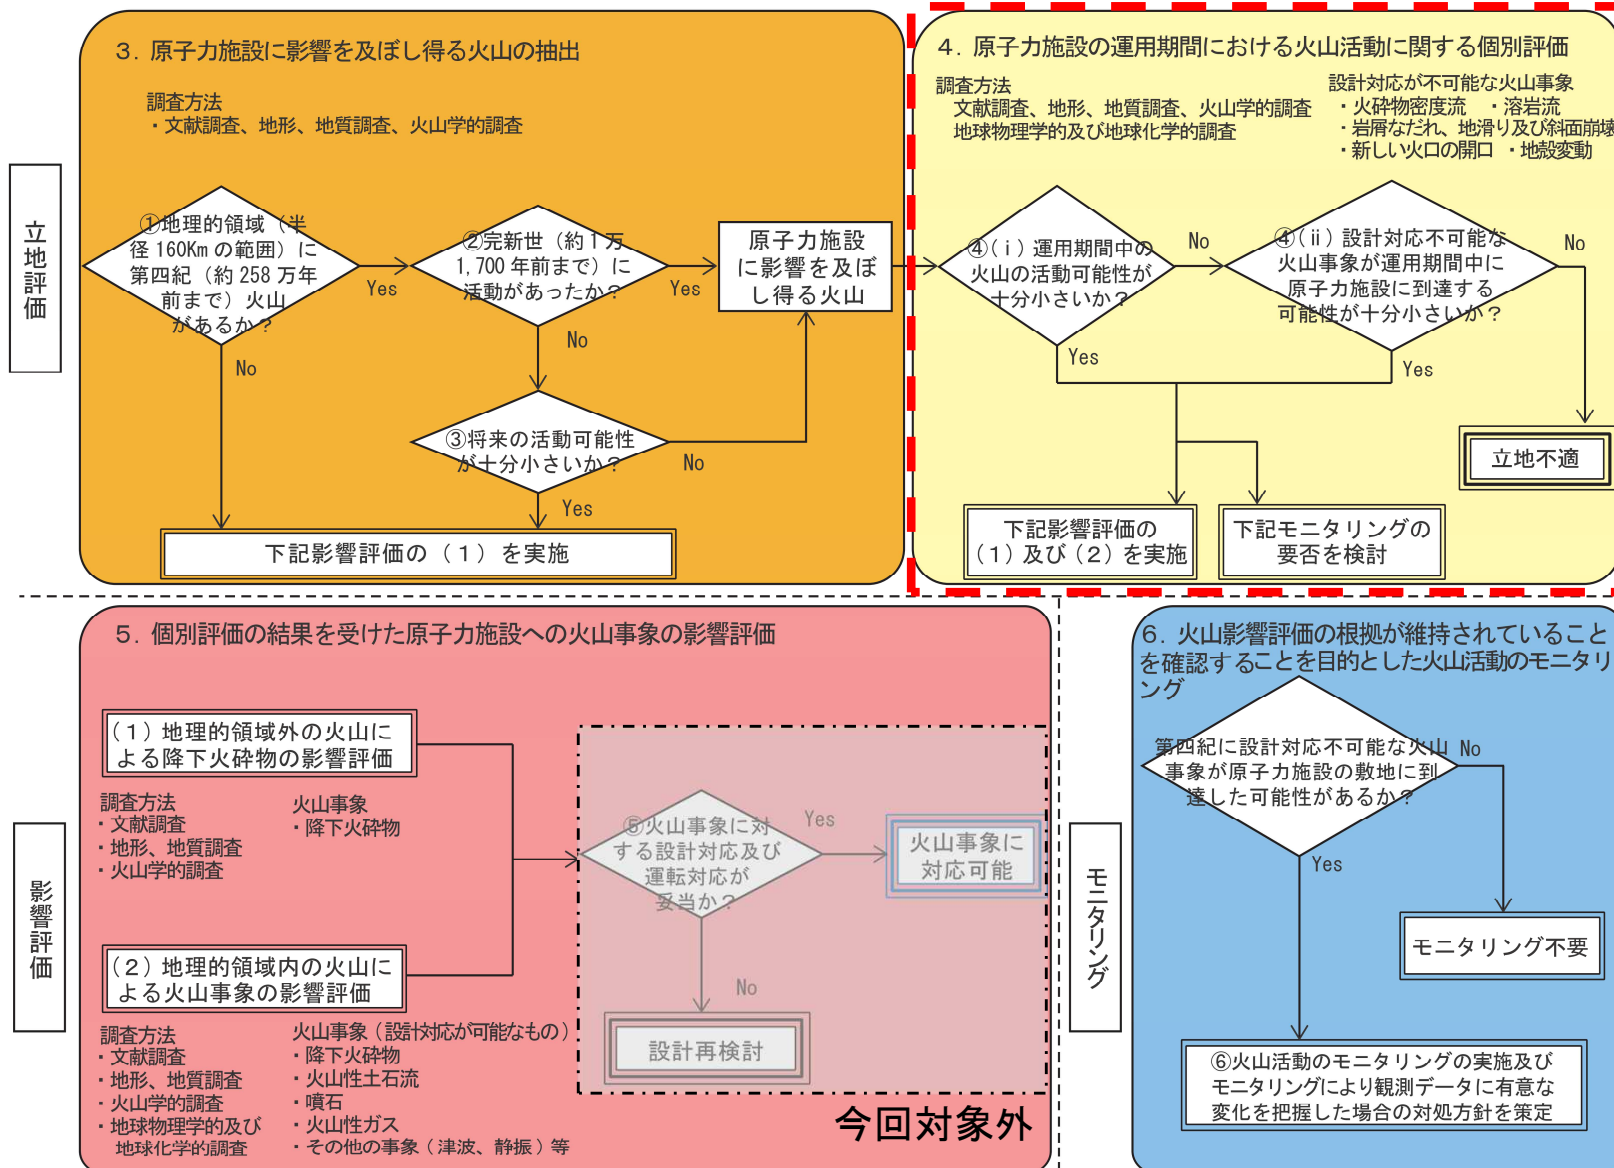 立地評価
3. 原子力施設に影響を及ぼし得る火山の抽出
調査方法
・文献調査、地形、地質調査、火山学的調査
①地理的領域（半
径 160Km の範囲）に
第四紀（約 258 万年
前まで）火山
があるか？
Yes
No
②完新世（約１万
1,700 年前まで）に
活動があったか？
Yes
No
③将来の活動可能性
が十分小さいか？
No
Yes
原子力施設
に影響を及ぼ
し得る火山
下記影響評価の（１）を実施
4. 原子力施設の運用期間における火山活動に関する個別評価
調査方法
文献調査、地形、地質調査、火山学的調査
地球物理学的及び地球化学的調査
設計対応が不可能な火山事象
・火砕物密度流　・溶岩流
・岩屑なだれ、地滑り及び斜面崩壊
・新しい火口の開口　・地殻変動
④(ⅰ) 運用期間中の
火山の活動可能性が
十分小さいか？
No
Yes
④(ⅱ) 設計対応不可能な
火山事象が運用期間中に
原子力施設に到達する
可能性が十分小さいか？
No
Yes
立地不適
下記影響評価の
（１）及び（２）を実施
下記モニタリングの
要否を検討
影響評価
5. 個別評価の結果を受けた原子力施設への火山事象の影響評価
（１）地理的領域外の火山に
よる降下火砕物の影響評価
調査方法
・文献調査
・地形、地質調査
・火山学的調査
火山事象
・降下火砕物
（２）地理的領域内の火山に
よる火山事象の影響評価
調査方法
・文献調査
・地形、地質調査
・火山学的調査
・地球物理学的及び
地球化学的調査
火山事象（設計対応が可能なもの）
・降下火砕物
・火山性土石流
・噴石
・火山性ガス
・その他の事象（津波、静振）等
⑤火山事象に対
する設計対応及び
運転対応が
妥当か？
Yes
No
火山事象に
対応可能
設計再検討
今回対象外
モニタリング
6. 火山影響評価の根拠が維持されていること
を確認することを目的とした火山活動のモニタリ
ング
第四紀に設計対応不可能な火山
事象が原子力施設の敷地に到
達した可能性があるか？
No
Yes
モニタリング不要
⑥火山活動のモニタリングの実施及び
モニタリングにより観測データに有意な
変化を把握した場合の対処方針を策定